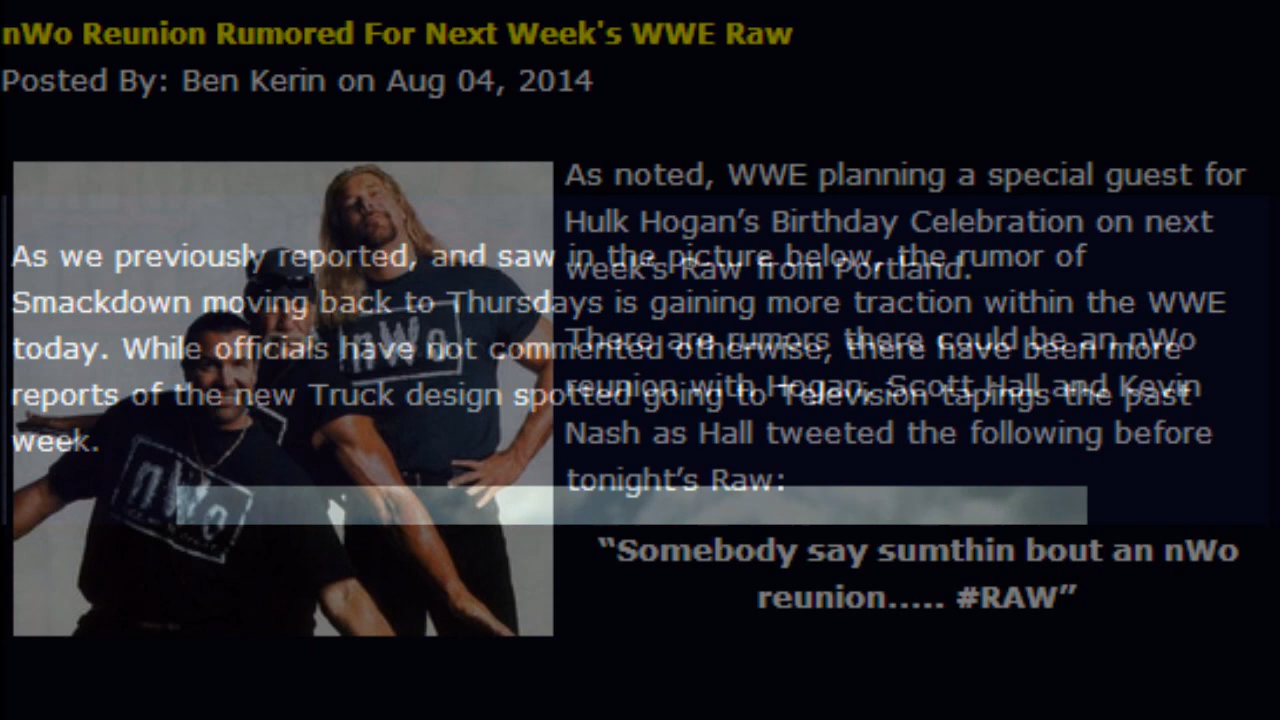 nWo Reunion Rumored For Next Week's WWE Raw
Posted By: Ben Kerin on Aug 04, 2014
As noted, WWE planning a special guest for
Hulk Hogan’s Birthday Celebration on next
week’s Raw from Portland.
There are rumors there could be an nWo
reunion with Hogan, Scott Hall and Kevin
Nash as Hall tweeted the following before
tonight’s Raw:
“Somebody say sumthin bout an nWo
reunion..... #RAW”
As we previously reported, and saw in the picture below, the rumor of
Smackdown moving back to Thursdays is gaining more traction within the WWE
today. While officials have not commented otherwise, there have been more
reports of the new Truck design spotted going to Television tapings the past
week.
nWo
nWo